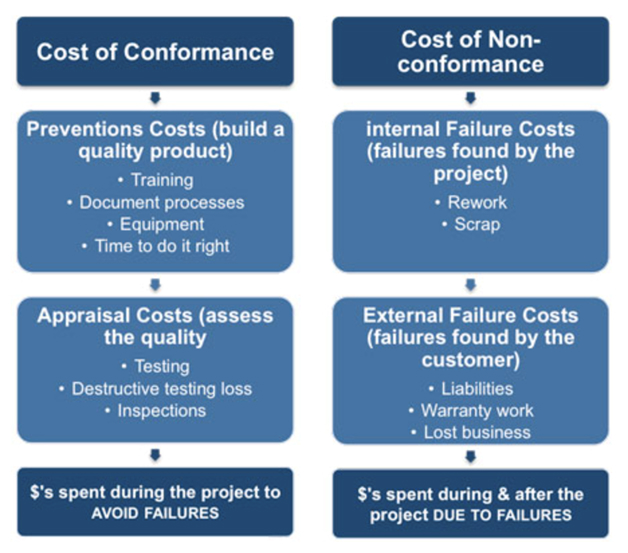 Cost of Conformance
Preventions Costs (build a
quality product)
• Training
• Document processes
• Equipment
• Time to do it right
Appraisal Costs (assess
the quality
• Testing
• Destructive testing loss
• Inspections
$'s spent during the project to
AVOID FAILURES
Cost of Non-
conformance
internal Failure Costs
(failures found by the
project)
• Rework
• Scrap
External Failure Costs
(failures found by the
customer)
• Liabilities
• Warranty work
• Lost business
$'s spent during & after the
project DUE TO FAILURES